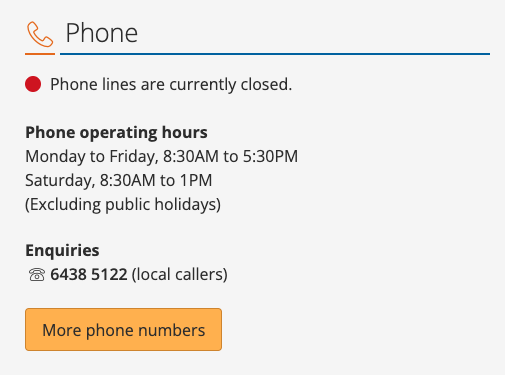 Phone
Phone lines are currently closed.
Phone operating hours
Monday to Friday, 8:30AM to 5:30PM
Saturday, 8:30AM to 1PM
(Excluding public holidays)
Enquiries
☏ 6438 5122 (local callers)
More phone numbers